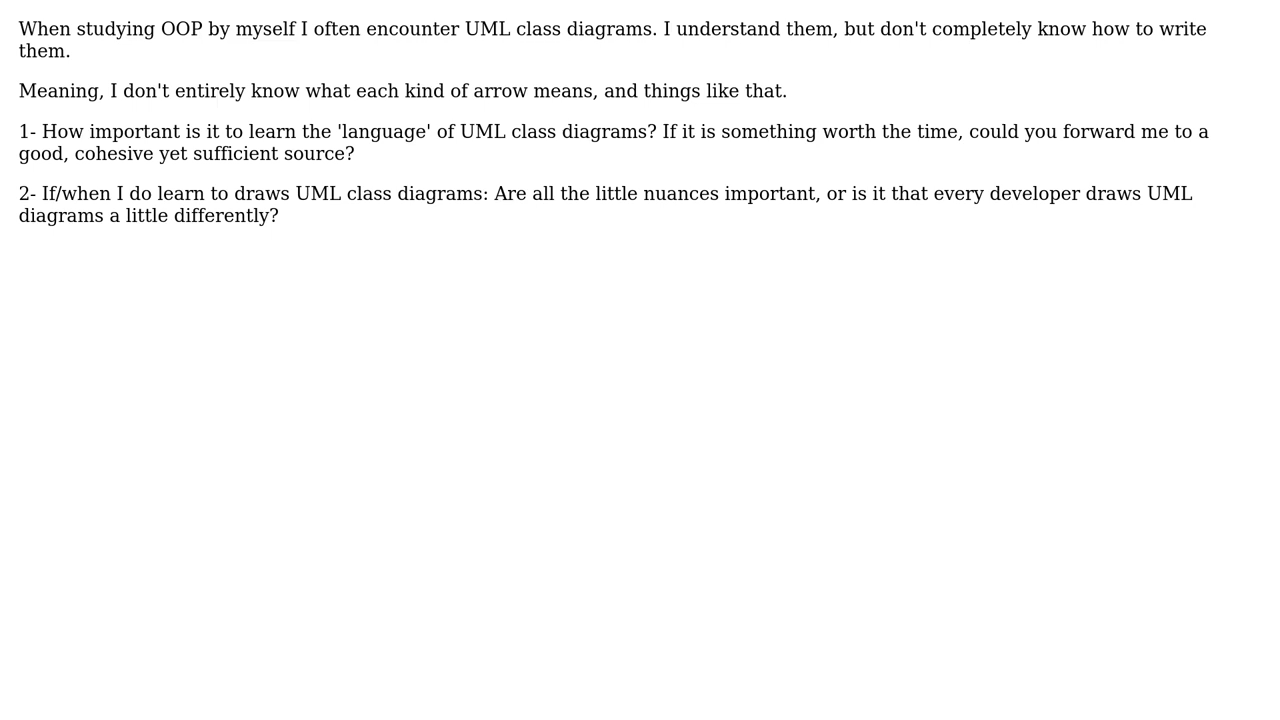 When studying OOP by myself I often encounter UML class diagrams. I understand them, but don't completely know how to write
them.
Meaning, I don't entirely know what each kind of arrow means, and things like that.
1- How important is it to learn the 'language' of UML class diagrams? If it is something worth the time, could you forward me to a
good, cohesive yet sufficient source?
2- If/when I do learn to draws UML class diagrams: Are all the little nuances important, or is it that every developer draws UML
diagrams a little differently?